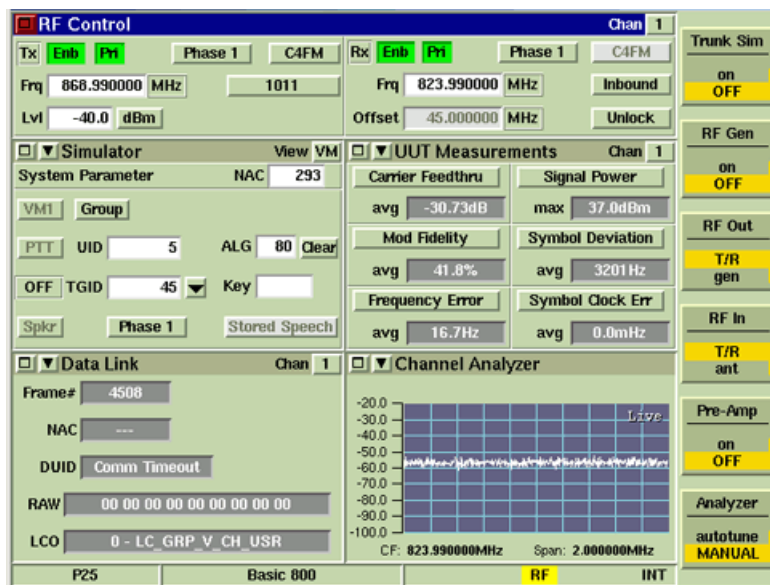 RF Control Chan 1
Tx Enb Pri Phase 1 C4FM
Frq 868.990000 MHz 1011
Lvl -40.0 dBm
Rx Enb Pri Phase 1 C4FM
Frq 823.990000 MHz Inbound
Offset 45.000000 MHz Unlock
Simulator View VM
System Parameter NAC 293
VM1 Group
PTT UID 5 ALG 80 Clear
OFF TGID 45 Key
Spkr Phase 1 Stored Speech
UUT Measurements Chan 1
Carrier Feedthru Signal Power
avg -30.73dB max 37.0dBm
Mod Fidelity Symbol Deviation
avg 41.8% avg 3201Hz
Frequency Error Symbol Clock Err
avg 16.7Hz avg 0.0mHz
Data Link Chan 1
Frame# 4508
NAC ---
DUID Comm Timeout
RAW 00 00 00 00 00 00 00 00 00
LCO 0 - LC_GRP_V_CH_USR
Channel Analyzer
Live
-20.0
-30.0
-40.0
-50.0
-60.0
-70.0
-80.0
-90.0
-100.0
CF: 823.990000MHz Span: 2.000000MHz
P25 Basic 800 RF INT
Trunk Sim
on
OFF
RF Gen
on
OFF
RF Out
T/R
gen
RF In
T/R
ant
Pre-Amp
on
OFF
Analyzer
autotune
MANUAL